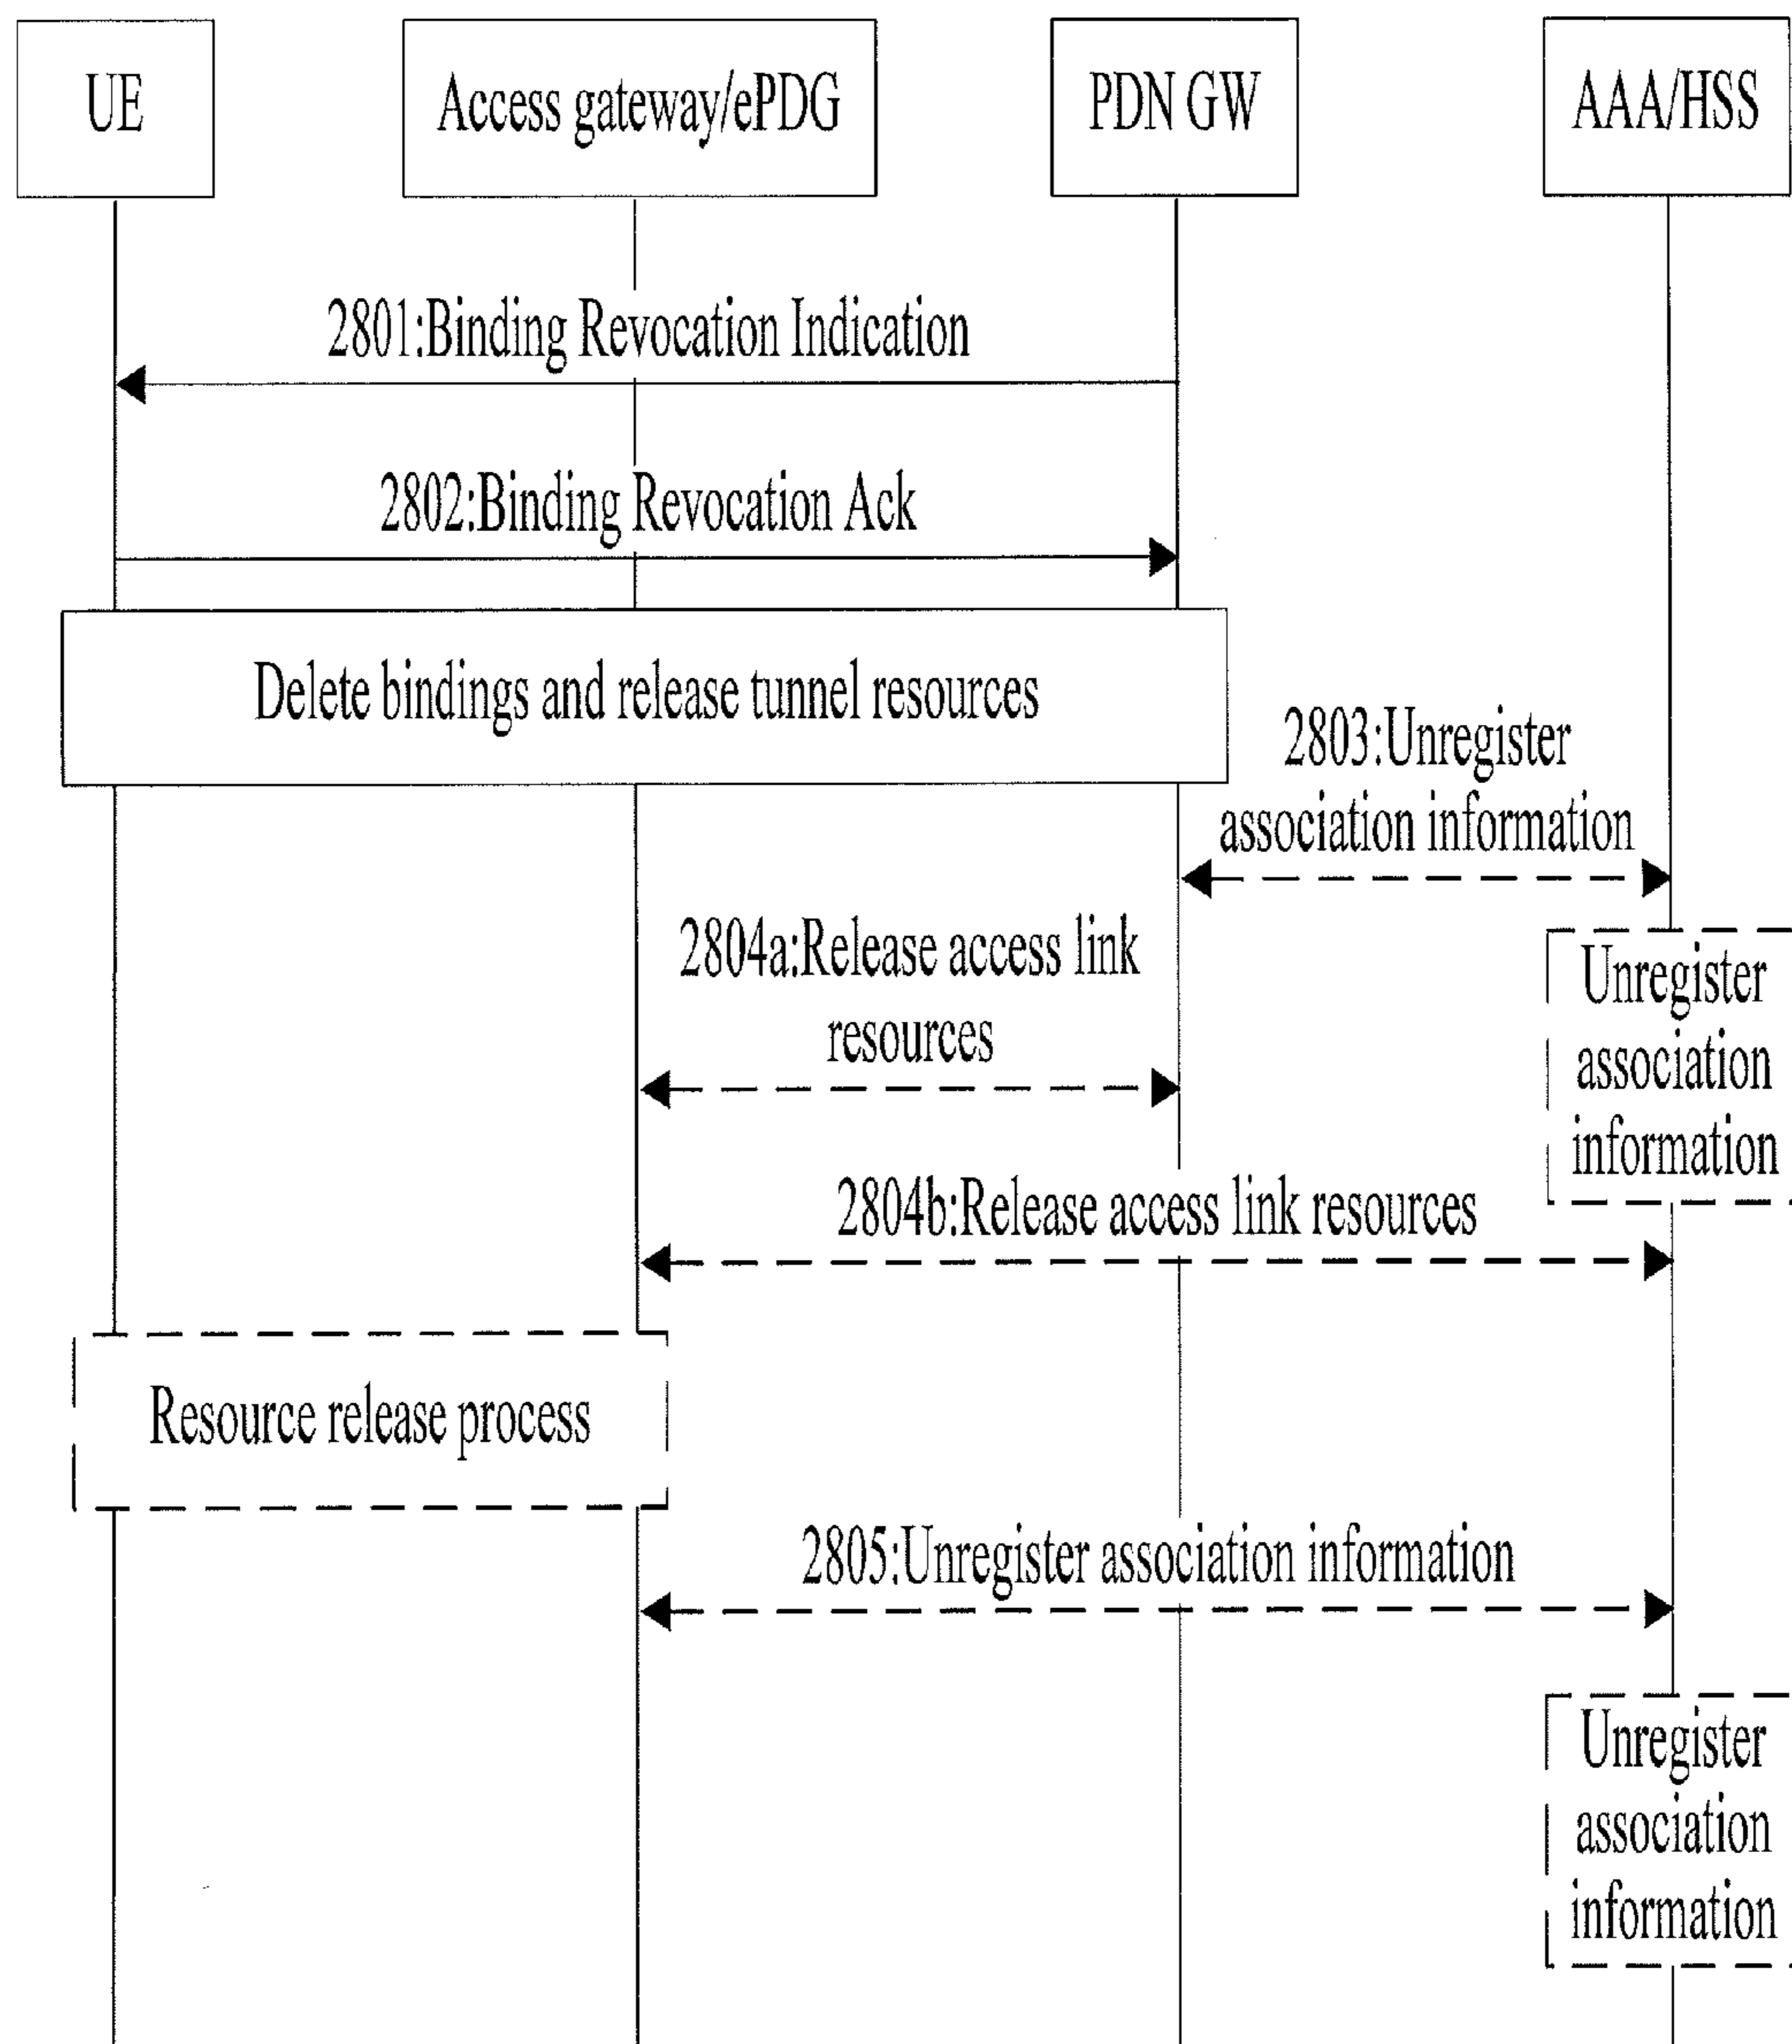 UE
Access gateway/ePDG
PDN GW
AAA/HSS
2801:Binding Revocation Indication
2802:Binding Revocation Ack
Delete bindings and release tunnel resources
2803:Unregister
association information
2804a:Release access link
resources
Unregister
association
information
2804b:Release access link resources
Resource release process
2805:Unregister association information
Unregister
association
information